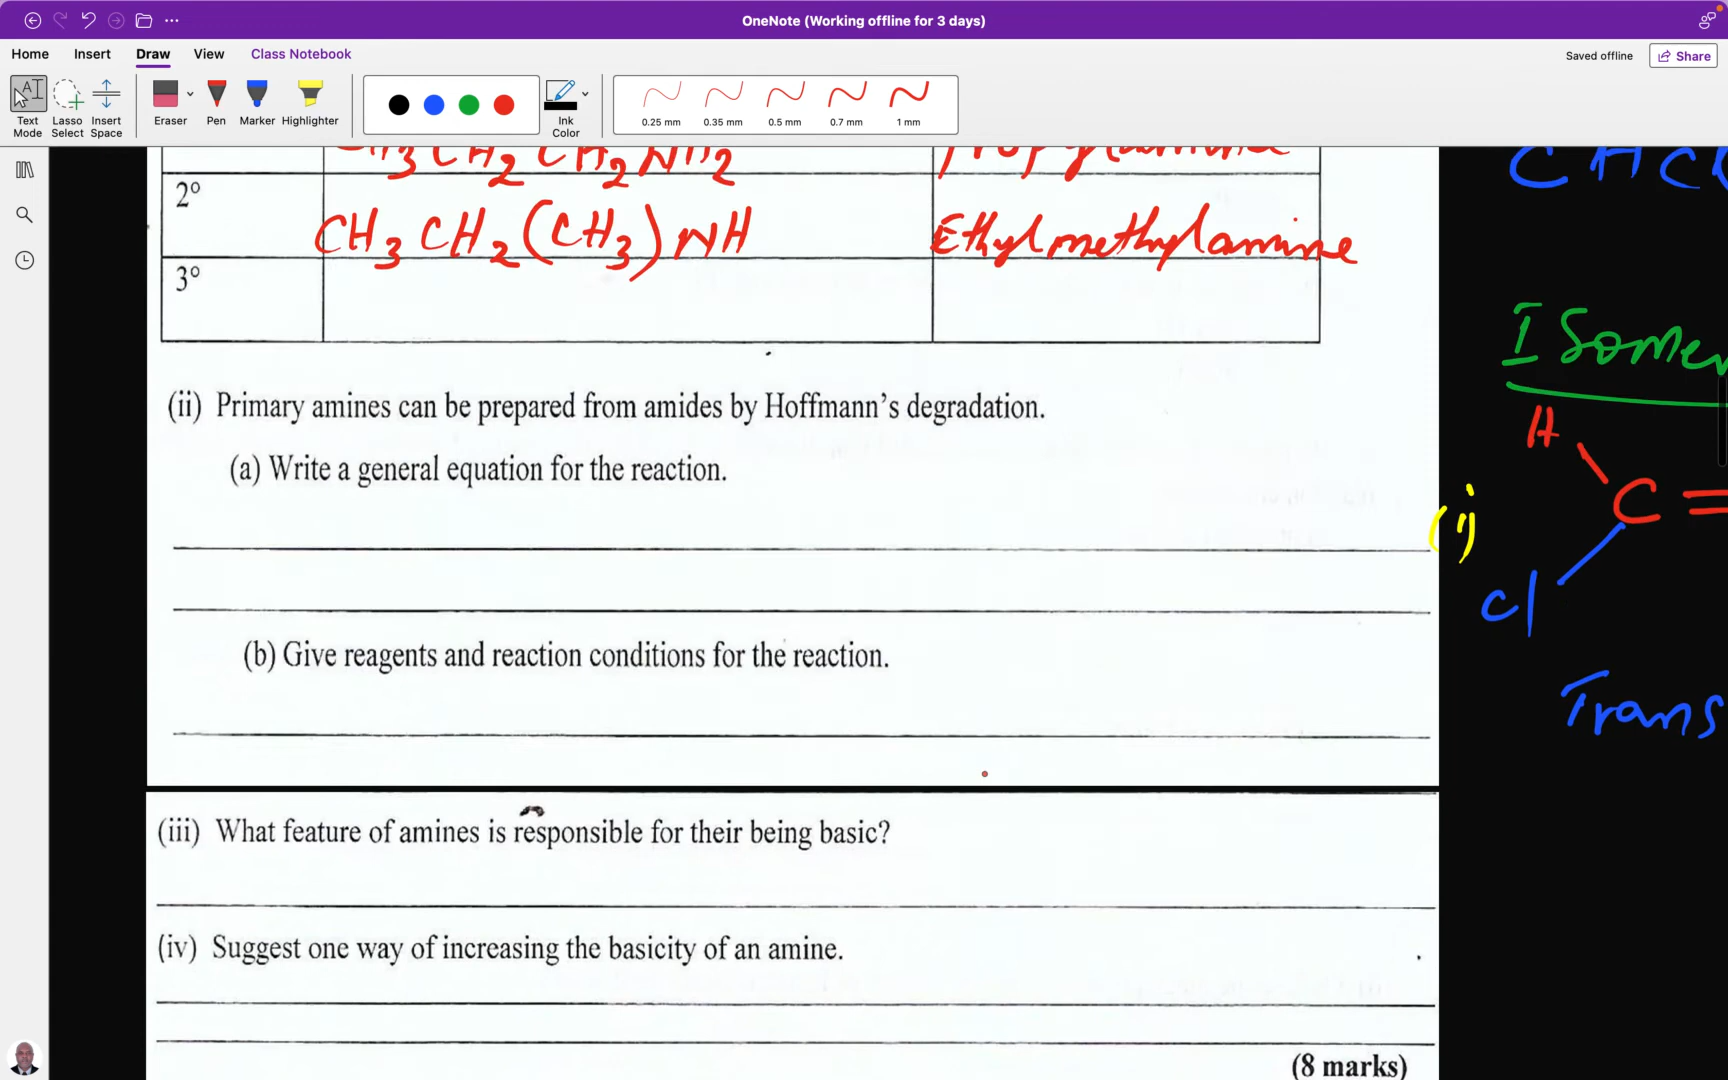 OneNote (Working offline for 3 days)
Home Insert Draw View Class Notebook
Saved offline Share
Text Mode Lasso Select Insert Space Eraser Pen Marker Highlighter Ink Color 0.25 mm 0.35 mm 0.5 mm 0.7 mm 1 mm
CH3CH2CH2NH2 Propylamine
2° CH3CH2(CH3)NH Ethylmethylamine
3°
(ii) Primary amines can be prepared from amides by Hoffmann's degradation.
(a) Write a general equation for the reaction.
(b) Give reagents and reaction conditions for the reaction.
(iii) What feature of amines is responsible for their being basic?
(iv) Suggest one way of increasing the basicity of an amine.
(8 marks)
CHCl
Isomer
H
(i) C =
Cl
Trans